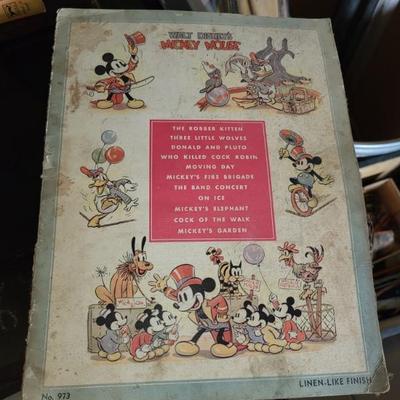 WALT DISNEY'S
MICKEY MOUSE
THE ROBBER KITTEN
THREE LITTLE WOLVES
DONALD AND PLUTO
WHO KILLED COCK ROBIN
MOVING DAY
MICKEY'S FIRE BRIGADE
THE BAND CONCERT
ON ICE
MICKEY'S ELEPHANT
COCK OF THE WALK
MICKEY'S GARDEN
No. 973
LINEN-LIKE FINISH